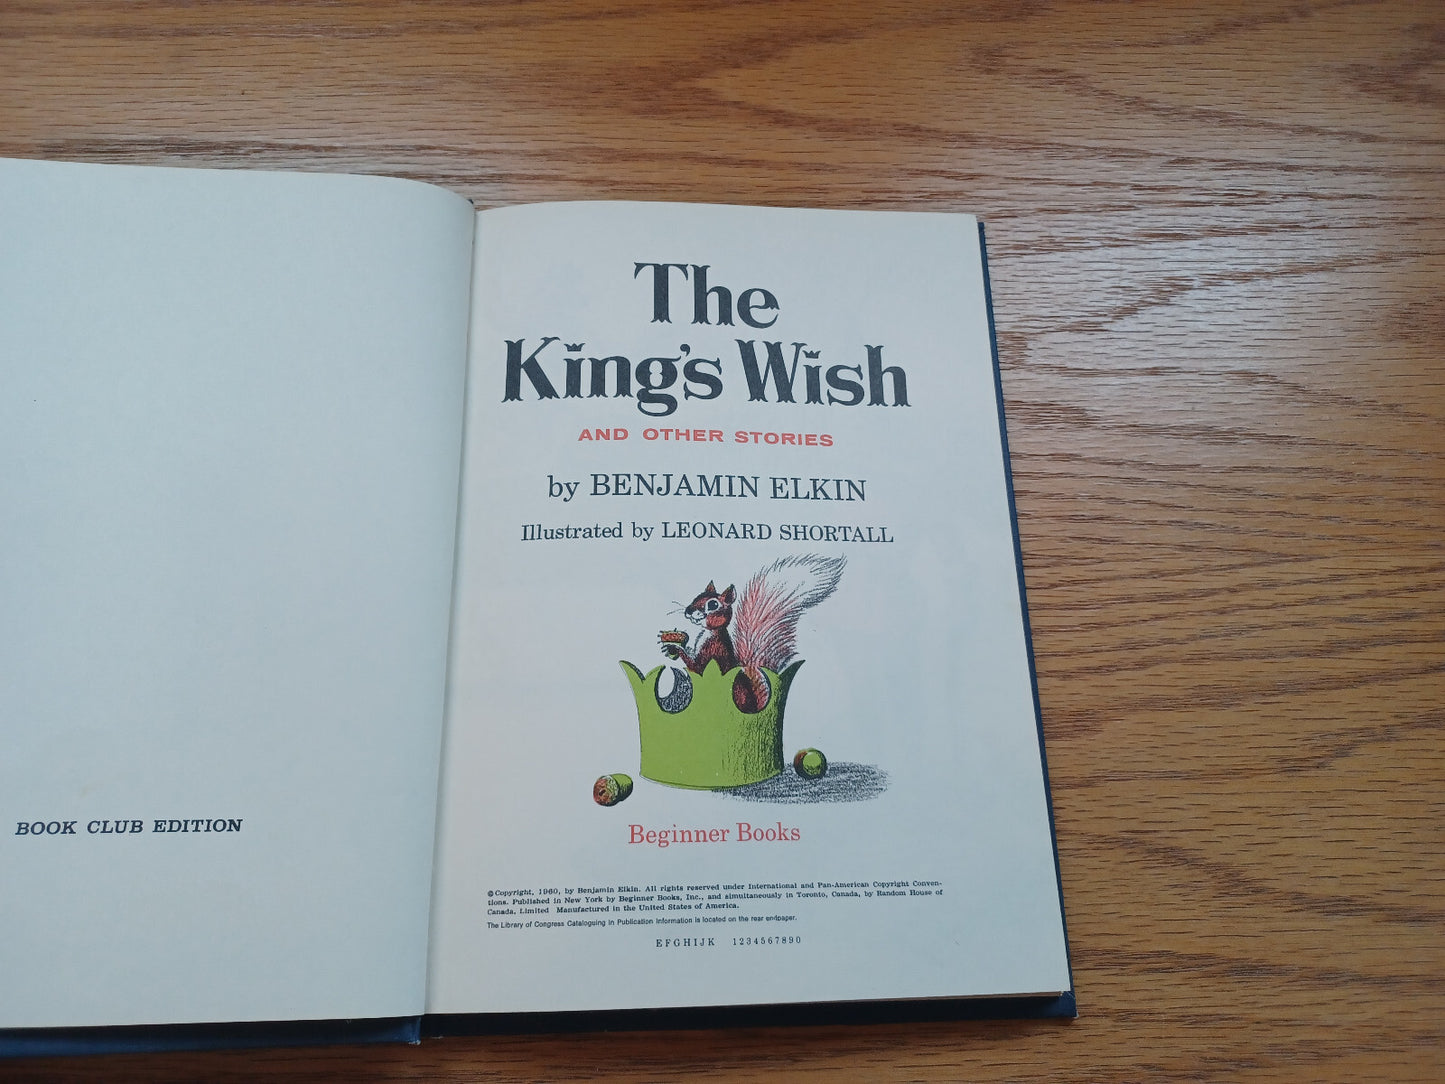 BOOK CLUB EDITION
The
King's Wish
AND OTHER STORIES
by BENJAMIN ELKIN
Illustrated by LEONARD SHORTALL
Beginner Books
© Copyright, 1960, by Benjamin Elkin. All rights reserved under International and Pan-American Copyright Conven-
tions. Published in New York by Beginner Books, Inc., and simultaneously in Toronto, Canada, by Random House of
Canada, Limited Manufactured in the United States of America.
The Library of Congress Cataloguing in Publication Information is located on the rear endpaper.
EFGHIJK 1234567890